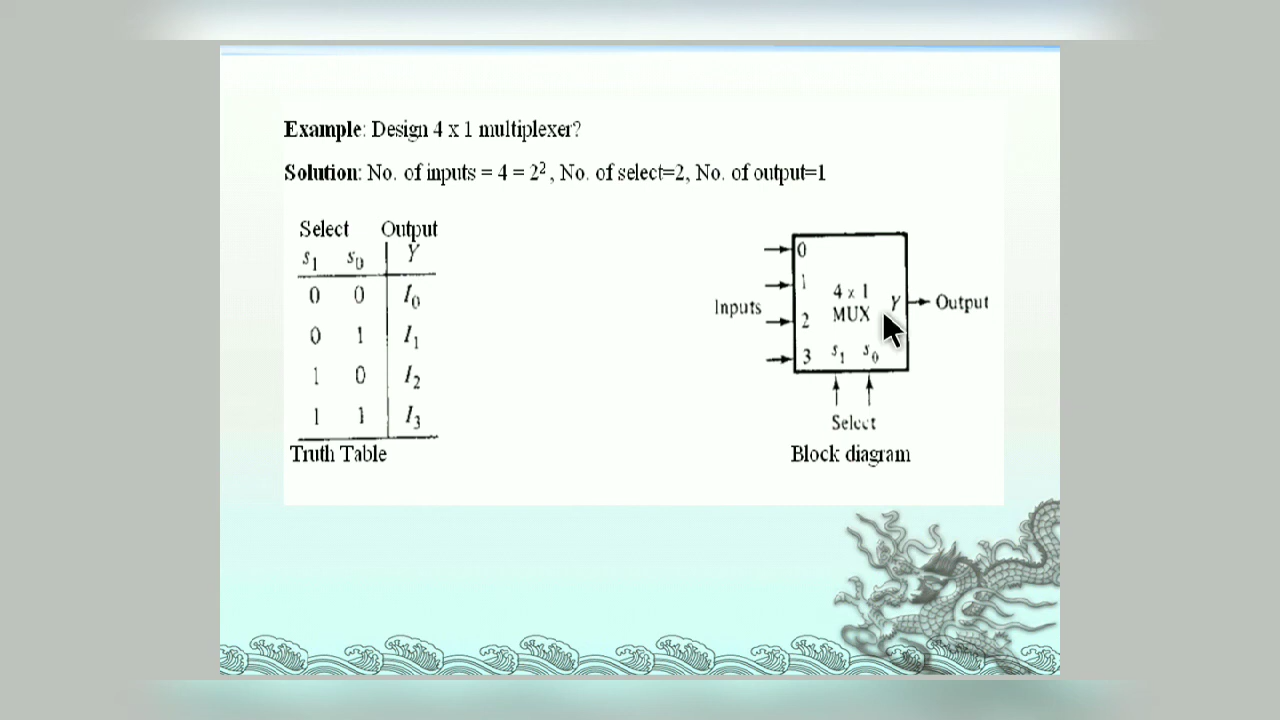 Example: Design 4 x 1 multiplexer?
Solution: No. of inputs = 4 = 2², No. of select=2, No. of output=1
Select Output
S1 S0 Y
0 0 I0
0 1 I1
1 0 I2
1 1 I3
Truth Table
Inputs
0
1
2
3
4 x 1
MUX
Y
S1 S0
Output
Select
Block diagram